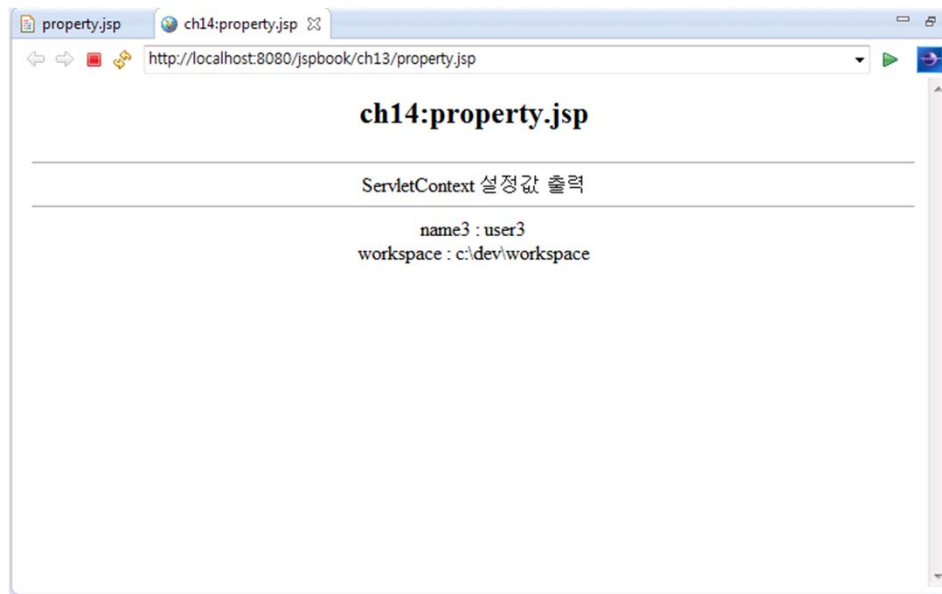 property.jsp
ch14:property.jsp
http://localhost:8080/jspbook/ch13/property.jsp
ch14:property.jsp
ServletContext 설정값 출력
name3 : user3
workspace : c:\dev\workspace